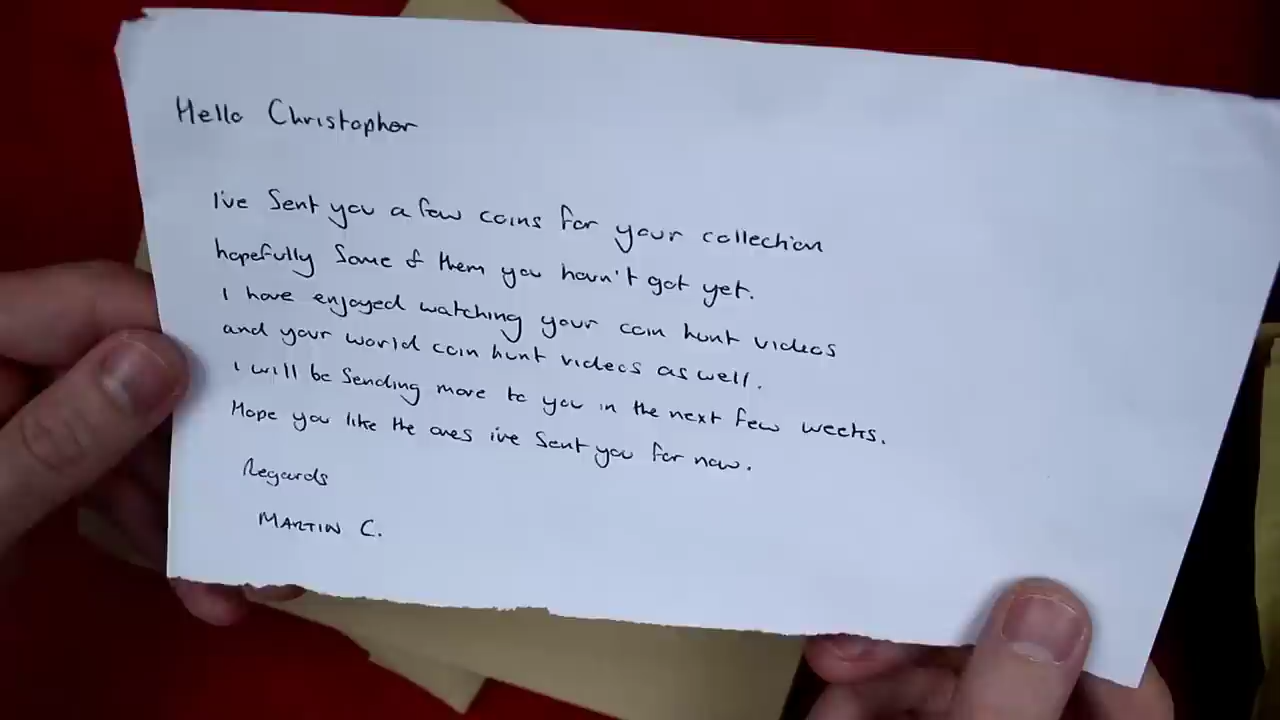 Hello Christopher
I've Sent you a few coins for your collection
hopefully Some of them you havn't got yet.
I have enjoyed watching your coin hunt videos
and your world coin hunt videos as well.
I will be Sending more to you in the next few weeks.
Hope you like the ones i've Sent you for now.
Regards
MARTIN C.